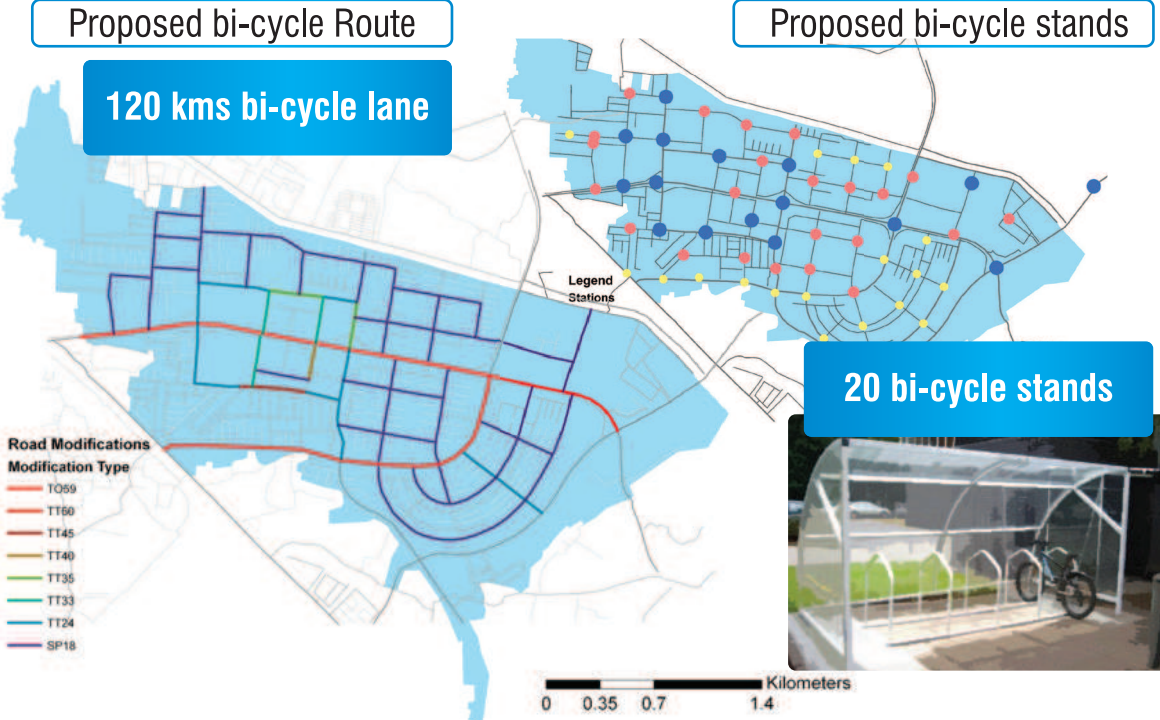 Proposed bi-cycle Route
120 kms bi-cycle lane
Proposed bi-cycle stands
Legend
Stations
20 bi-cycle stands
Road Modifications
Modification Type
TO59
TT60
TT45
TT40
TT35
TT33
TT24
SP18
Kilometers
0 0.35 0.7 1.4